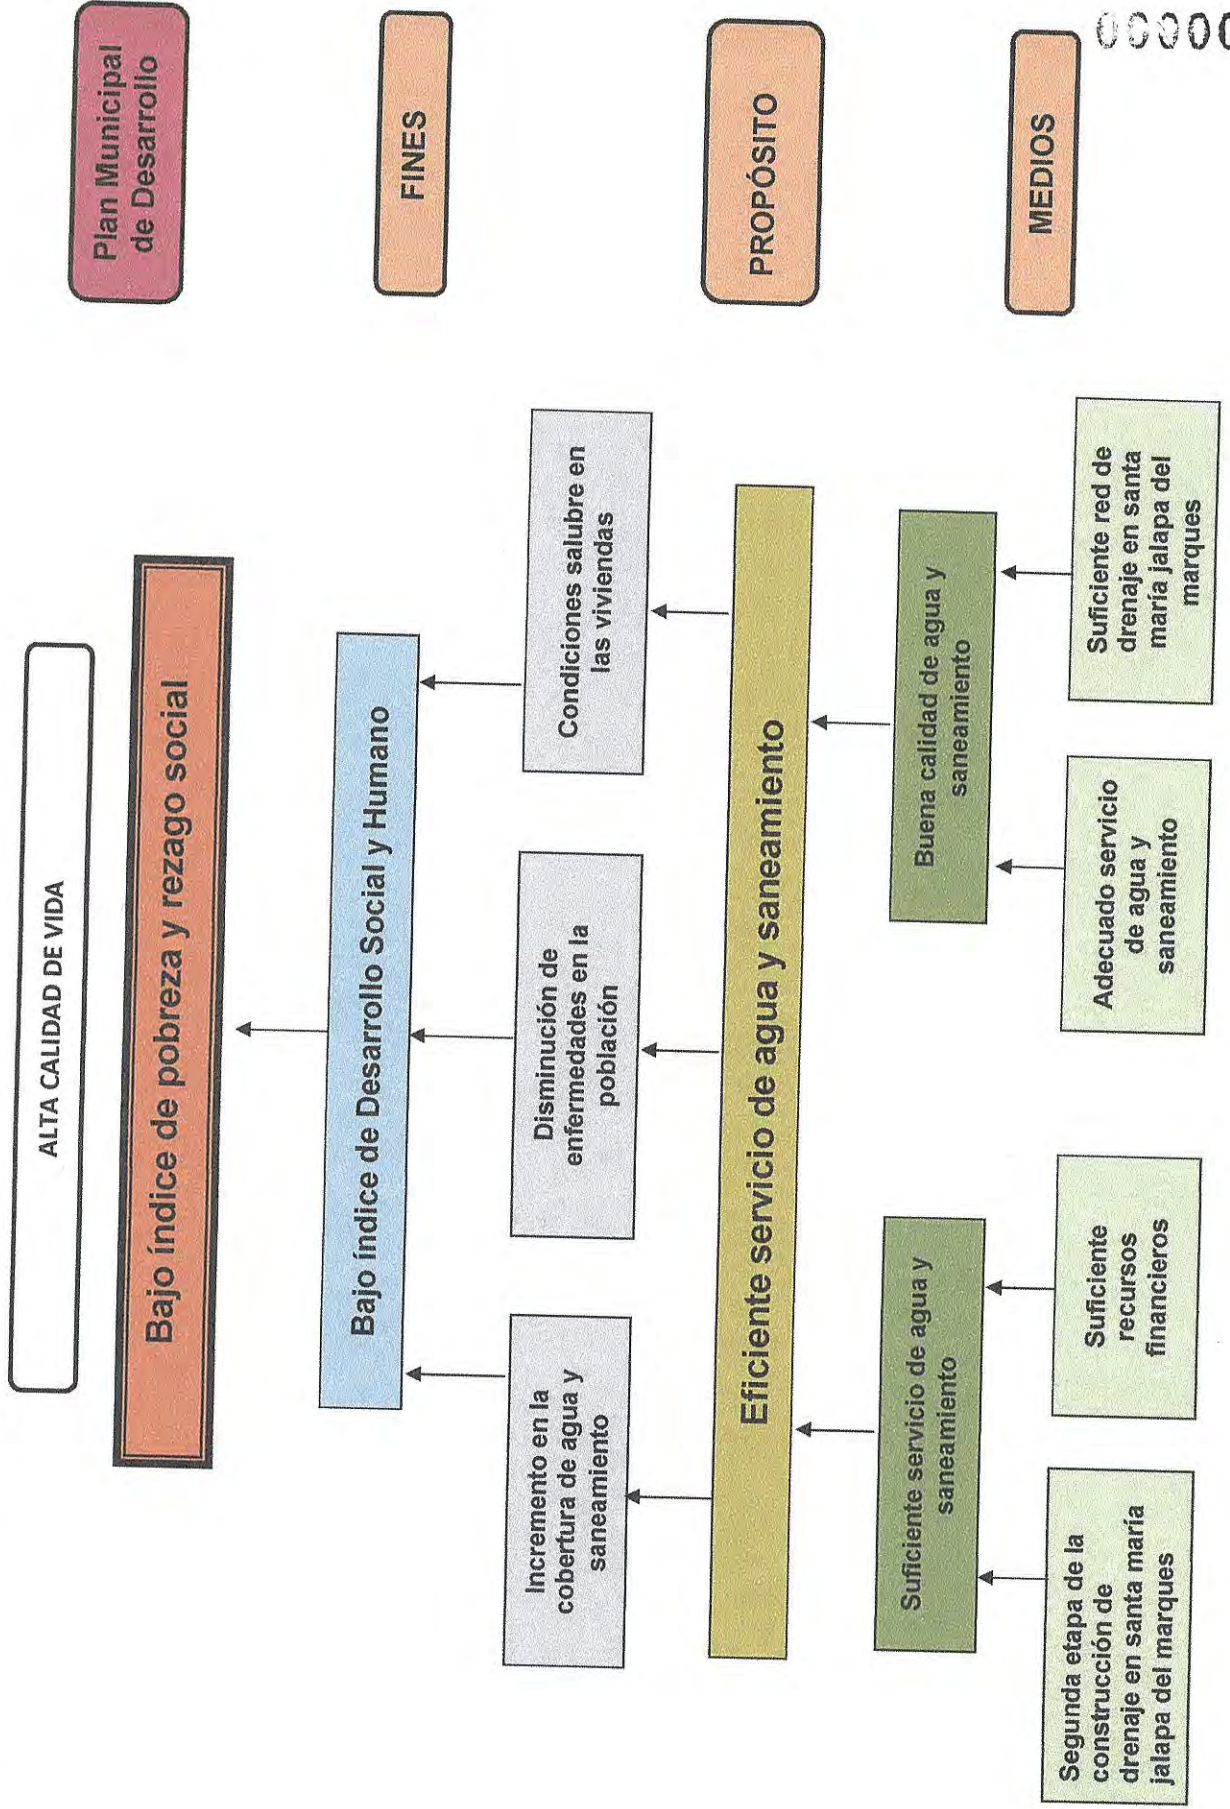 ALTA CALIDAD DE VIDA
Plan Municipal
de Desarrollo
Bajo índice de pobreza y rezago social
FINES
Bajo índice de Desarrollo Social y Humano
Incremento en la
cobertura de agua y
saneamiento
Disminución de
enfermedades en la
población
Condiciones salubre en
las viviendas
PROPÓSITO
Eficiente servicio de agua y saneamiento
Suficiente servicio de agua y
saneamiento
Buena calidad de agua y
saneamiento
MEDIOS
Segunda etapa de la
construcción de
drenaje en santa maría
jalapa del marques
Suficiente
recursos
financieros
Adecuado servicio
de agua y
saneamiento
Suficiente red de
drenaje en santa
maría jalapa del
marques